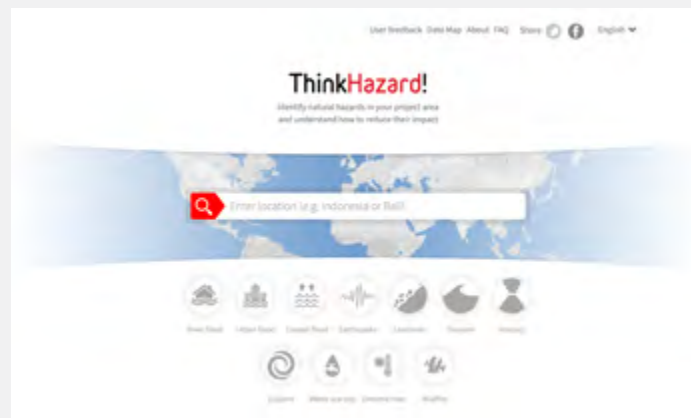 User feedback Data Map About FAQ Share English
ThinkHazard!
Identify natural hazards in your project area
and understand how to reduce their impact
Enter location (e.g. Indonesia or Bali)
River flood Urban flood Coastal flood Earthquake Landslide Tsunami Volcano
Cyclone Water scarcity Extreme heat Wildfire